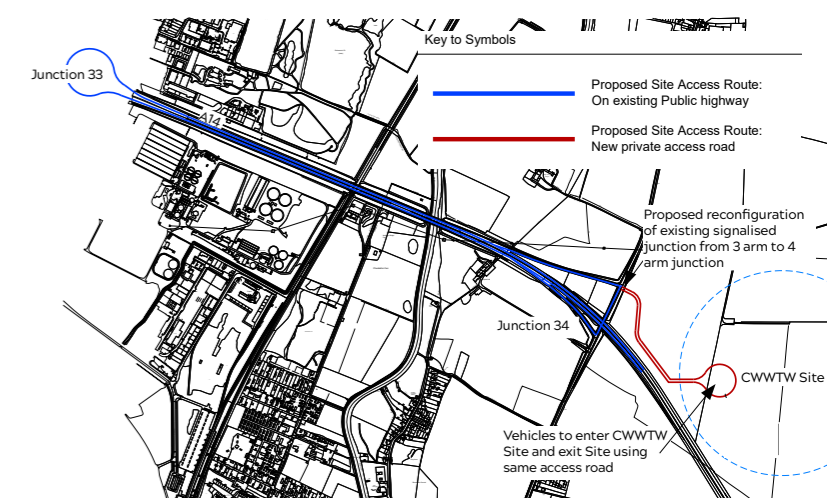 Key to Symbols
Junction 33
Proposed Site Access Route:
On existing Public highway
A14
Proposed Site Access Route:
New private access road
Proposed reconfiguration
of existing signalised
junction from 3 arm to 4
arm junction
Junction 34
CWWTW Site
Vehicles to enter CWWTW
Site and exit Site using
same access road